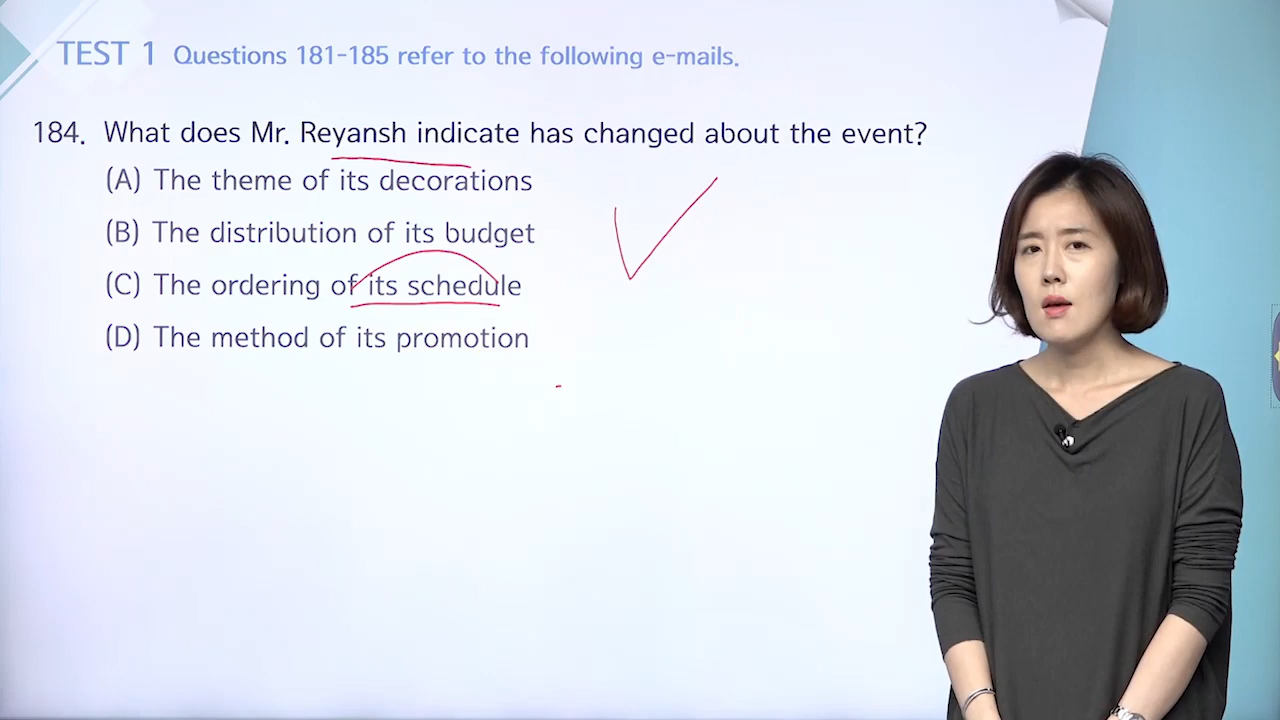 TEST 1 Questions 181-185 refer to the following e-mails.
184. What does Mr. Reyansh indicate has changed about the event?
(A) The theme of its decorations
(B) The distribution of its budget
(C) The ordering of its schedule
(D) The method of its promotion